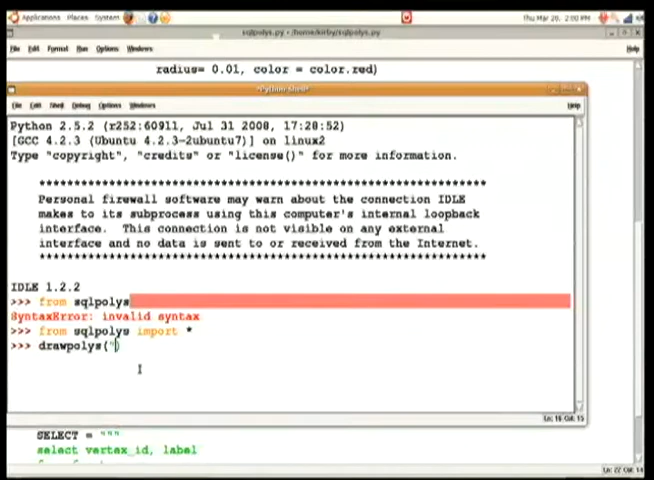 Applications Places System
Thu Mar 26, 2:00 PM
sqlpolys.py - /home/kirby/sqlpolys.py
File Edit Format Run Options Windows Help
radius= 0.01, color = color.red)
*Python Shell*
File Edit Shell Debug Options Windows Help
Python 2.5.2 (r252:60911, Jul 31 2008, 17:28:52)
[GCC 4.2.3 (Ubuntu 4.2.3-2ubuntu7)] on linux2
Type "copyright", "credits" or "license()" for more information.
****************************************************************
Personal firewall software may warn about the connection IDLE
makes to its subprocess using this computer's internal loopback
interface. This connection is not visible on any external
interface and no data is sent to or received from the Internet.
****************************************************************
IDLE 1.2.2
>>> from sqlpolys
SyntaxError: invalid syntax
>>> from sqlpolys import *
>>> drawpolys(")
SELECT = """
select vertex_id, label